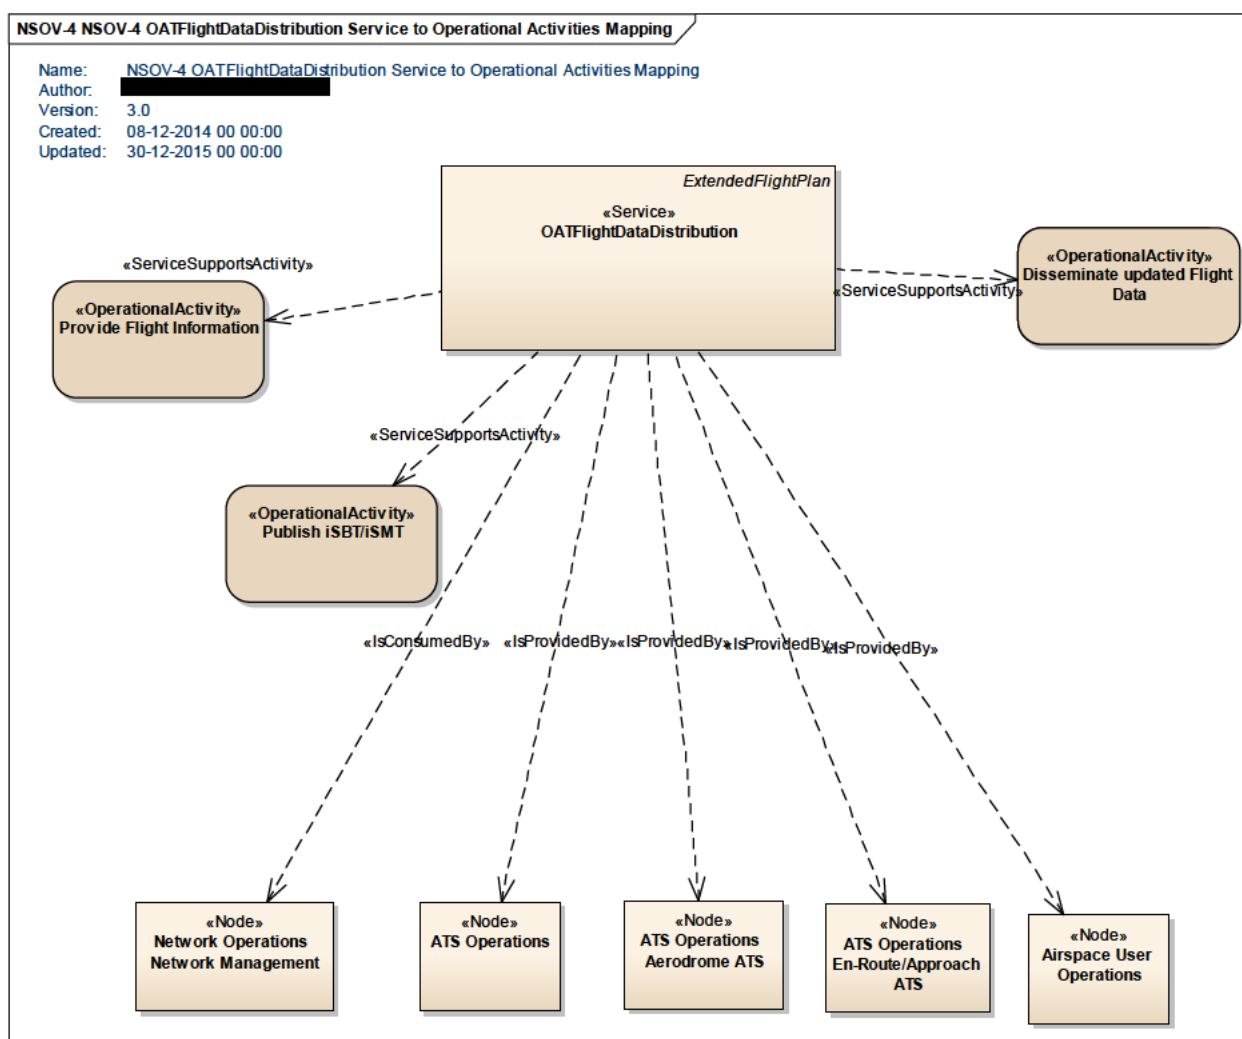 NSOV-4 NSOV-4 OATFlightDataDistribution Service to Operational Activities Mapping
Name: NSOV-4 OATFlightDataDistribution Service to Operational Activities Mapping
Author:
Version: 3.0
Created: 08-12-2014 00 00:00
Updated: 30-12-2015 00 00:00
ExtendedFlightPlan
«Service»
OATFlightDataDistribution
«ServiceSupportsActivity»
«OperationalActivity»
Provide Flight Information
«ServiceSupportsActivity»
«OperationalActivity»
Disseminate updated Flight
Data
«ServiceSupportsActivity»
«OperationalActivity»
Publish iSBT/iSMT
«IsConsumedBy» «IsProvidedBy» «IsProvidedBy» «IsProvidedBy» «IsProvidedBy»
«Node»
Network Operations
Network Management
«Node»
ATS Operations
«Node»
ATS Operations
Aerodrome ATS
«Node»
ATS Operations
En-Route/Approach
ATS
«Node»
Airspace User
Operations